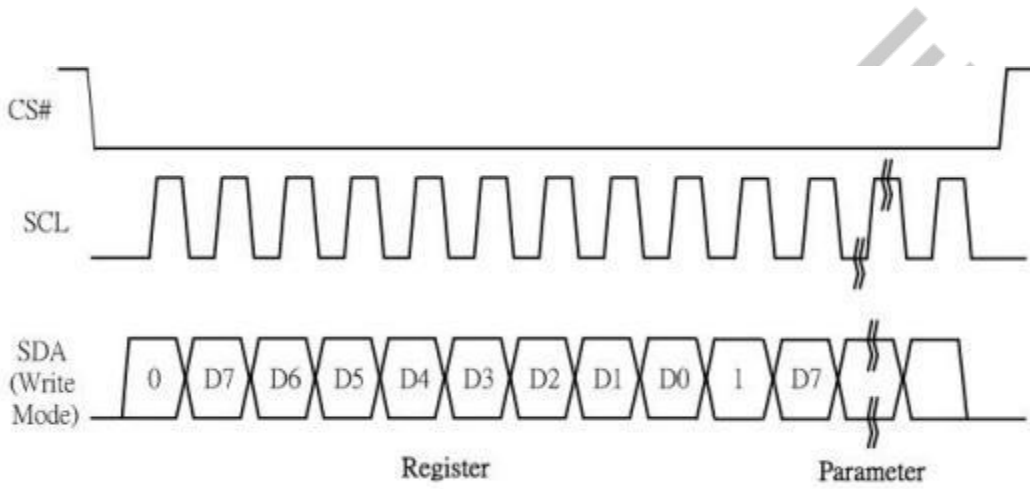 CS#
SCL
SDA
(Write
Mode)
0 D7 D6 D5 D4 D3 D2 D1 D0 1 D7
Register
Parameter